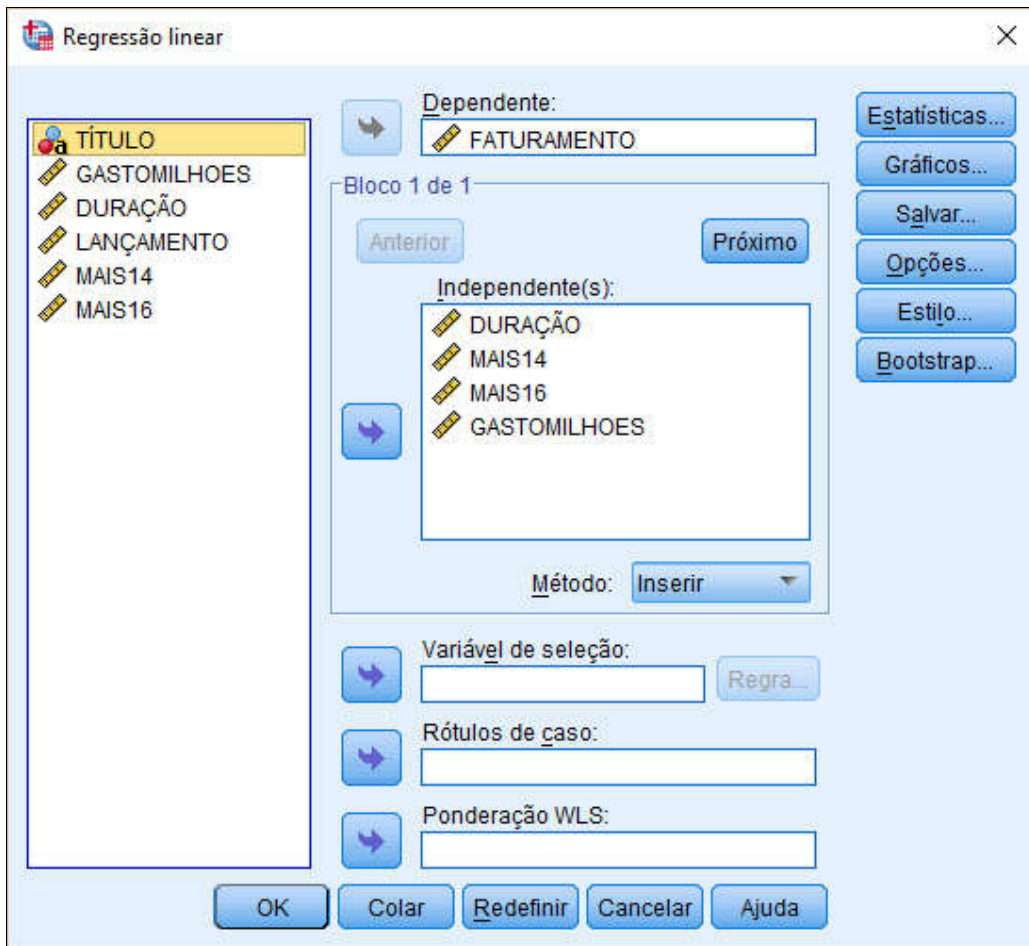 Regressão linear
TÍTULO
GASTOMILHOES
DURAÇÃO
LANÇAMENTO
MAIS14
MAIS16
Dependente:
FATURAMENTO
Bloco 1 de 1
Anterior
Próximo
Independente(s):
DURAÇÃO
MAIS14
MAIS16
GASTOMILHOES
Método: Inserir
Variável de seleção:
Regra...
Rótulos de caso:
Ponderação WLS:
Estatísticas...
Gráficos...
Salvar...
Opções...
Estilo...
Bootstrap...
OK
Colar
Redefinir
Cancelar
Ajuda